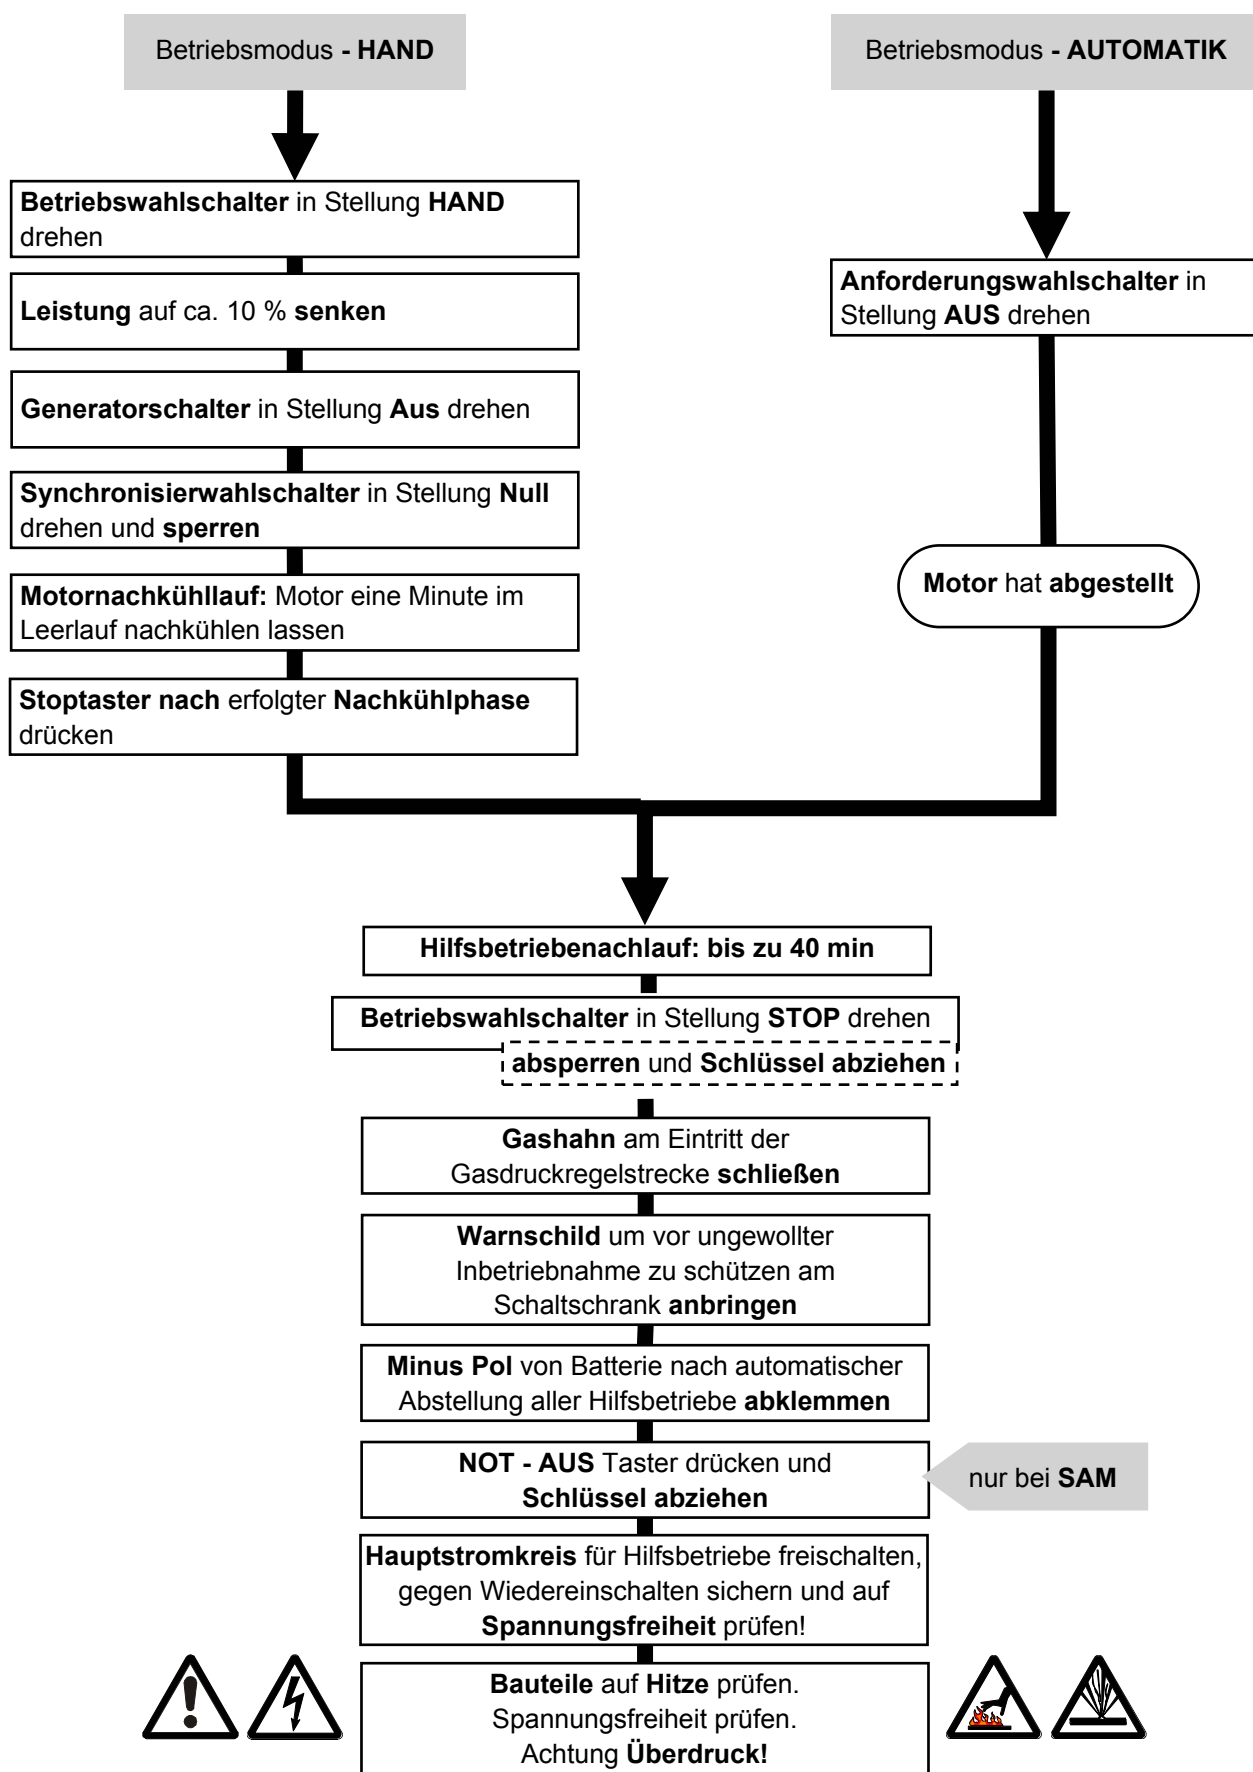 Betriebsmodus - HAND
Betriebswahlschalter in Stellung HAND
drehen
Leistung auf ca. 10 % senken
Generatorschalter in Stellung Aus drehen
Synchronisierwahlschalter in Stellung Null
drehen und sperren
Motornachkühllauf: Motor eine Minute im
Leerlauf nachkühlen lassen
Stoptaster nach erfolgter Nachkühlphase
drücken
Betriebsmodus - AUTOMATIK
Anforderungswahlschalter in
Stellung AUS drehen
Motor hat abgestellt
Hilfsbetriebenachlauf: bis zu 40 min
Betriebswahlschalter in Stellung STOP drehen
absperren und Schlüssel abziehen
Gashahn am Eintritt der
Gasdruckregelstrecke schließen
Warnschild um vor ungewollter
Inbetriebnahme zu schützen am
Schaltschrank anbringen
Minus Pol von Batterie nach automatischer
Abstellung aller Hilfsbetriebe abklemmen
NOT - AUS Taster drücken und
Schlüssel abziehen
nur bei SAM
Hauptstromkreis für Hilfsbetriebe freischalten,
gegen Wiedereinschalten sichern und auf
Spannungsfreiheit prüfen!
Bauteile auf Hitze prüfen.
Spannungsfreiheit prüfen.
Achtung Überdruck!